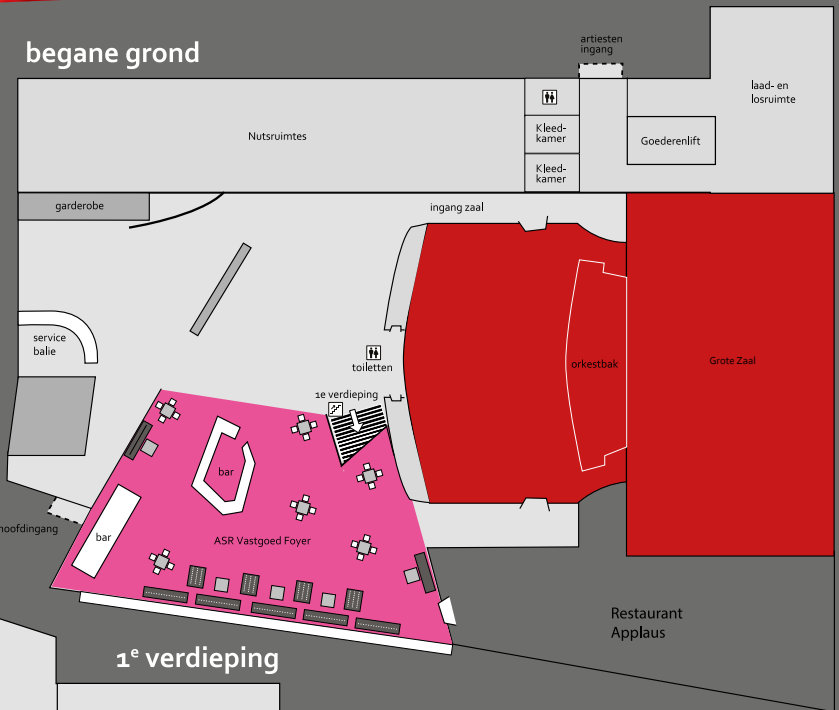 begane grond
artiesten
ingang
laad- en
losruimte
Nutsruimtes
Kleed-
kamer
Goederenlift
Kleed-
kamer
garderobe
ingang zaal
service
balie
toiletten
orkestbak
Grote Zaal
1e verdieping
bar
hoofdingang
bar
ASR Vastgoed Foyer
Restaurant
Applaus
1e verdieping